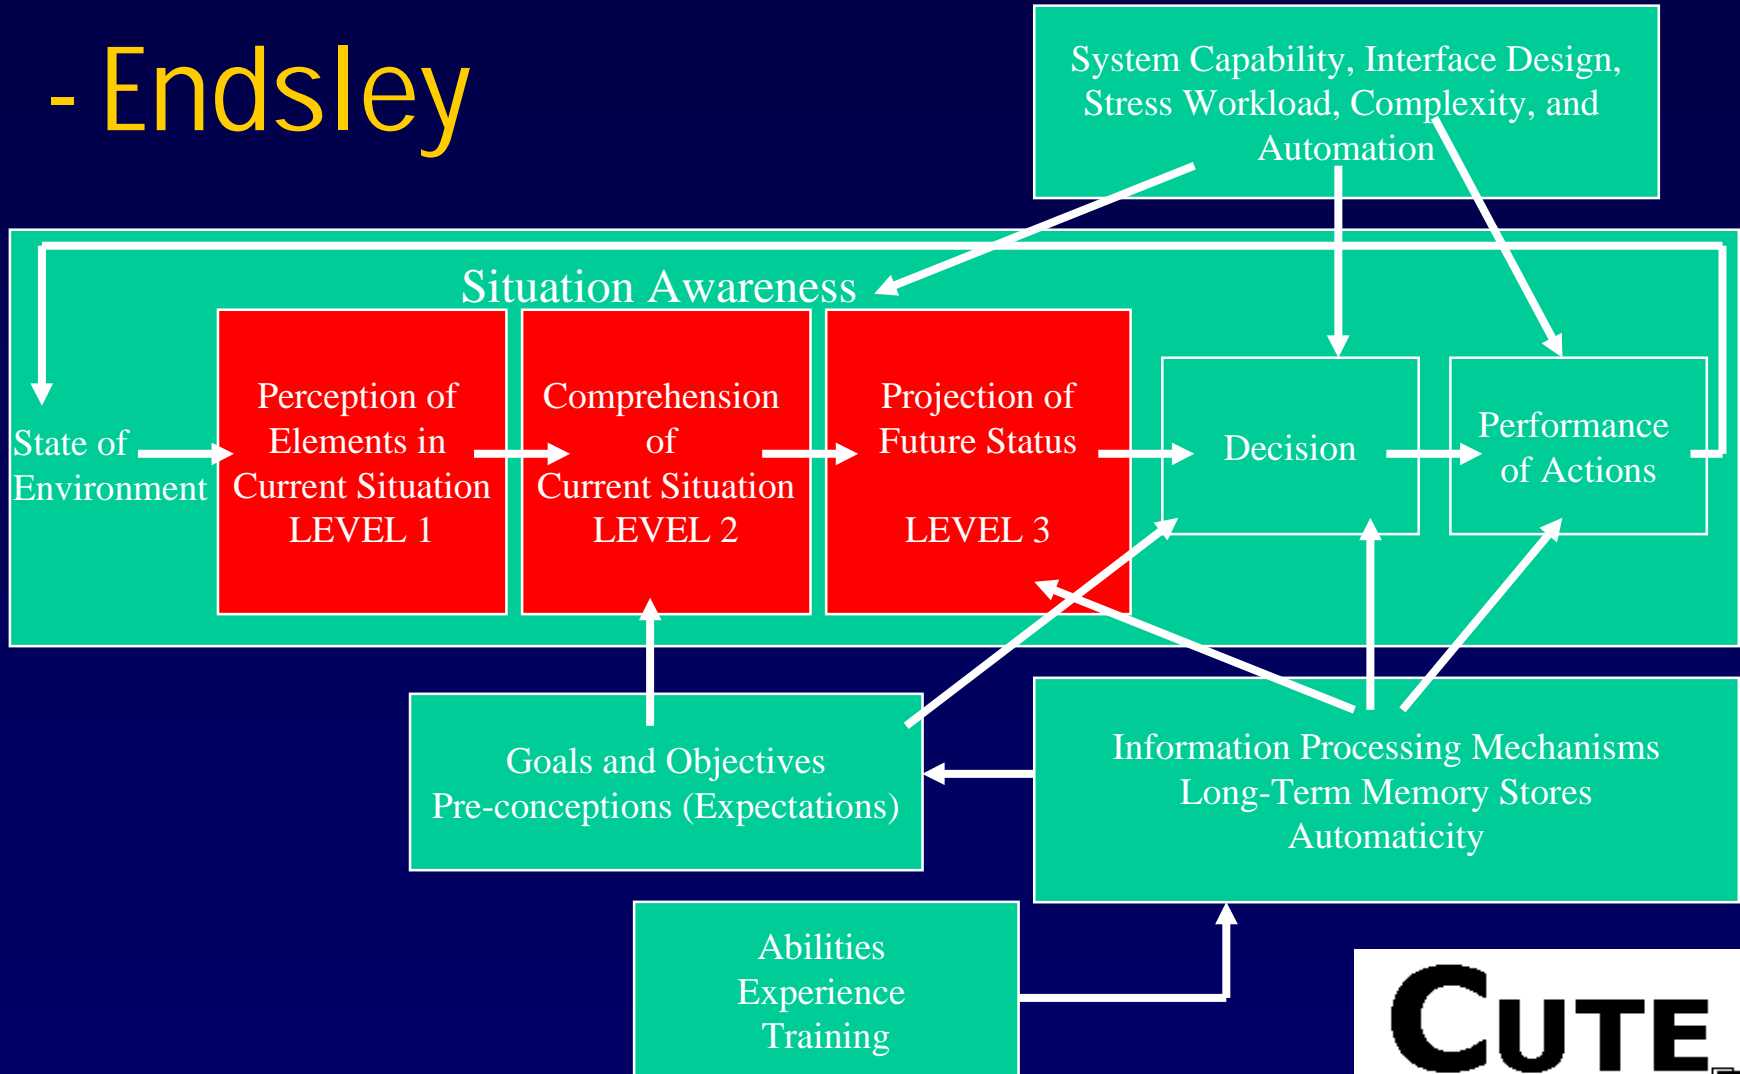 - Endsley
System Capability, Interface Design,
Stress Workload, Complexity, and
Automation
Situation Awareness
State of
Environment
Perception of
Elements in
Current Situation
LEVEL 1
Comprehension
of
Current Situation
LEVEL 2
Projection of
Future Status
LEVEL 3
Decision
Performance
of Actions
Goals and Objectives
Pre-conceptions (Expectations)
Information Processing Mechanisms
Long-Term Memory Stores
Automaticity
Abilities
Experience
Training
CUTE